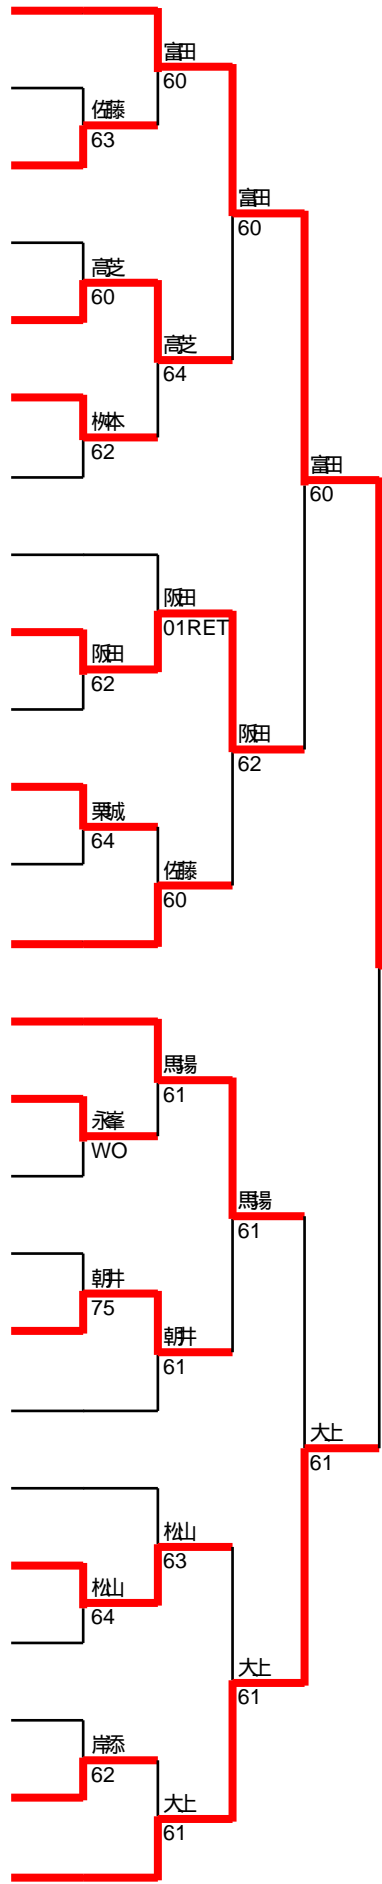 富田
60
佐藤
63
富田
60
高芝
60
高芝
64
桝本
62
富田
60
阪田
01RET
阪田
62
阪田
62
栗城
64
佐藤
60
馬場
61
永峯
WO
馬場
61
朝井
75
朝井
61
大上
61
松山
63
松山
64
大上
61
岸添
62
大上
61